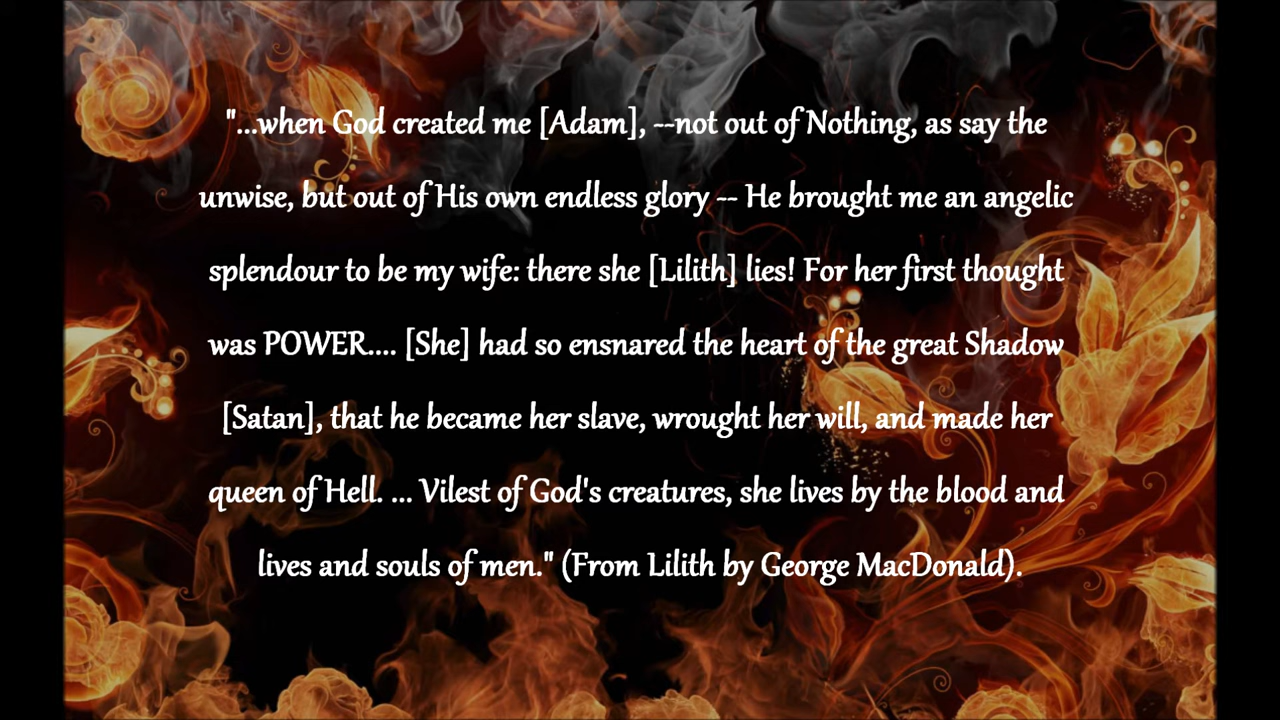 "...when God created me [Adam], --not out of Nothing, as say the
unwise, but out of His own endless glory -- He brought me an angelic
splendour to be my wife: there she [Lilith] lies! For her first thought
was POWER.... [She] had so ensnared the heart of the great Shadow
[Satan], that he became her slave, wrought her will, and made her
queen of Hell. ... Vilest of God's creatures, she lives by the blood and
lives and souls of men." (From Lilith by George MacDonald).